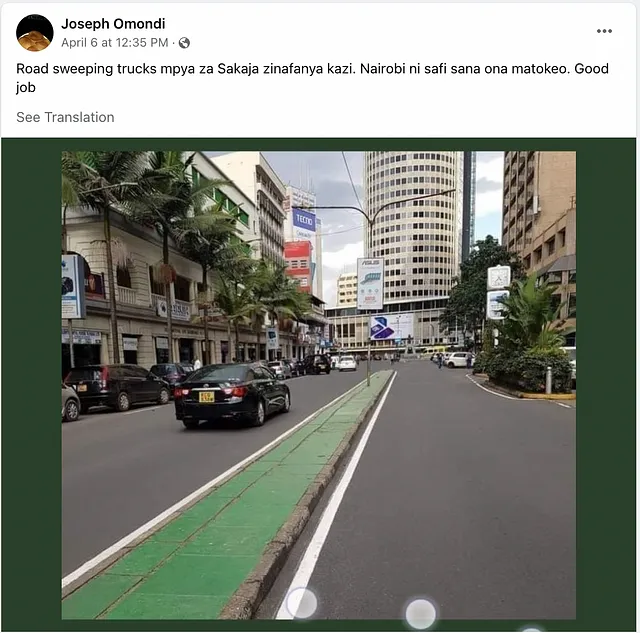 Joseph Omondi
April 6 at 12:35 PM
Road sweeping trucks mpya za Sakaja zinafanya kazi. Nairobi ni safi sana ona matokeo. Good
job
See Translation
TECNO
ASUS